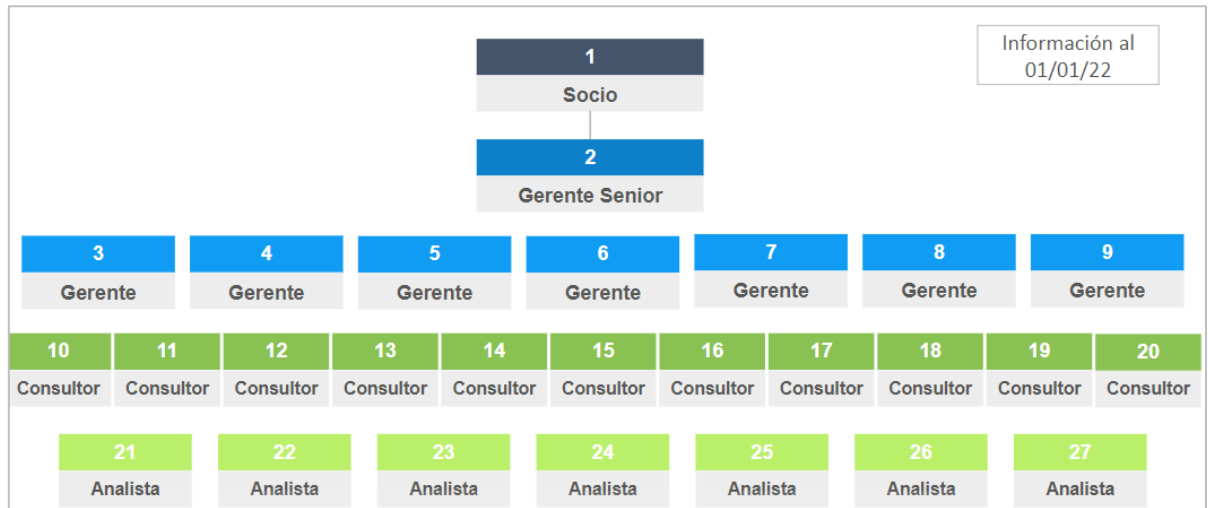 Información al
01/01/22
1
Socio
2
Gerente Senior
3 4 5 6 7 8 9
Gerente Gerente Gerente Gerente Gerente Gerente Gerente
10 11 12 13 14 15 16 17 18 19 20
Consultor Consultor Consultor Consultor Consultor Consultor Consultor Consultor Consultor Consultor Consultor
21 22 23 24 25 26 27
Analista Analista Analista Analista Analista Analista Analista